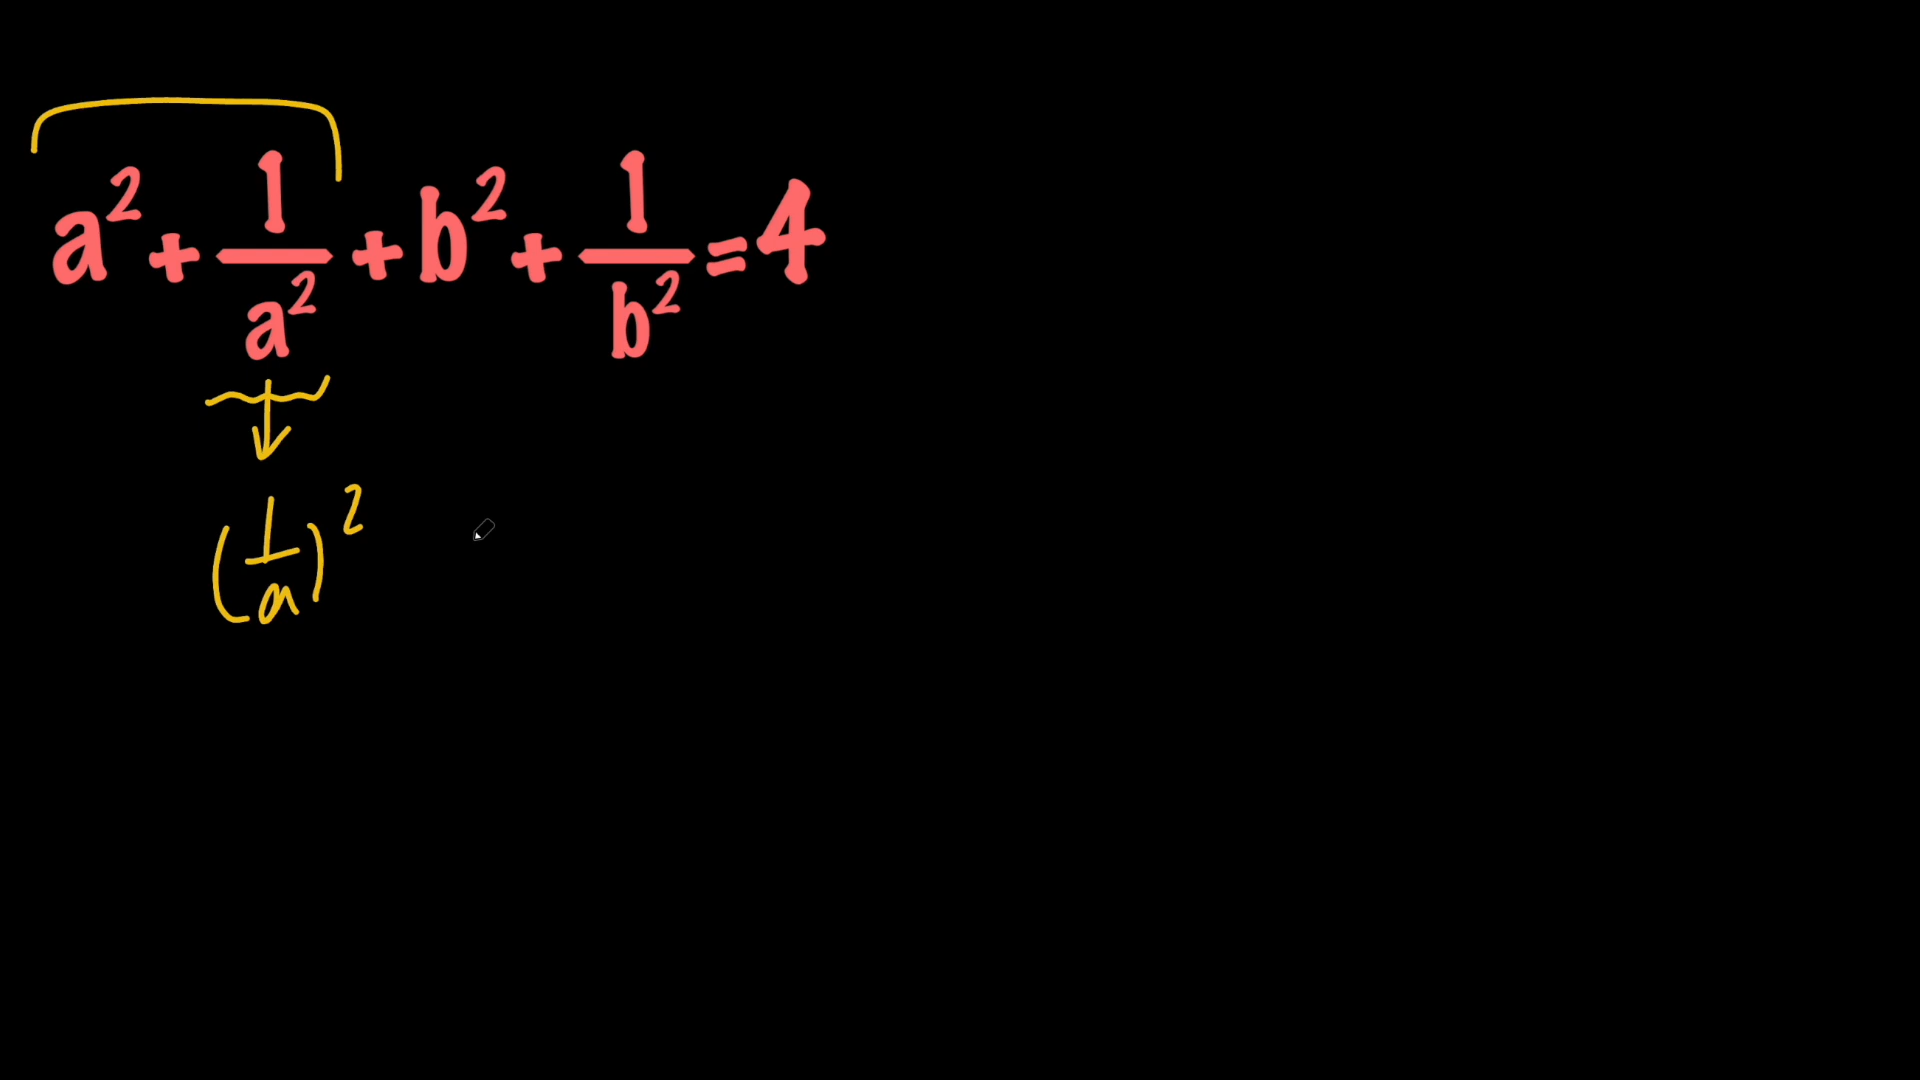 a² + 1/a² + b² + 1/b² = 4
(1/a)²